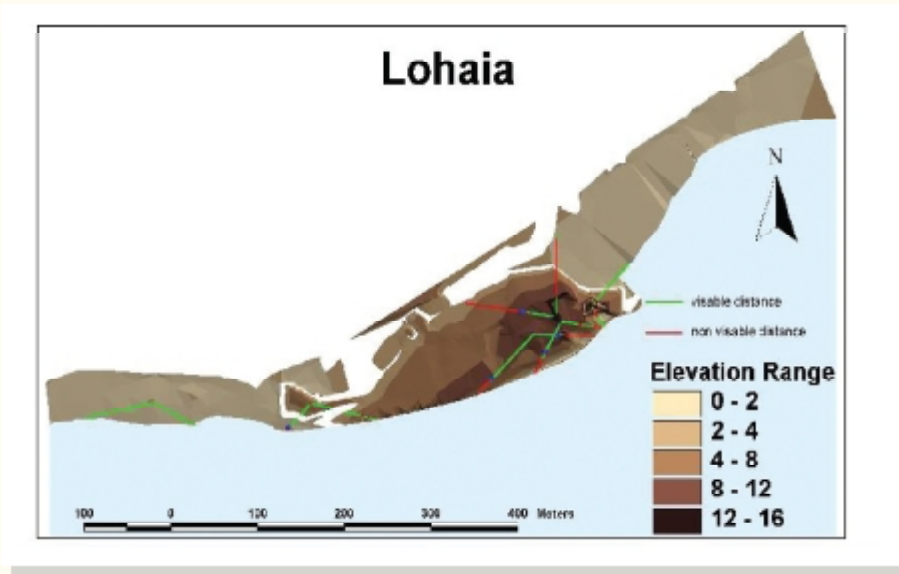 Lohaia
N
visable distance
non visable distance
Elevation Range
0 - 2
2 - 4
4 - 8
8 - 12
12 - 16
100 0 100 200 300 400 Meters